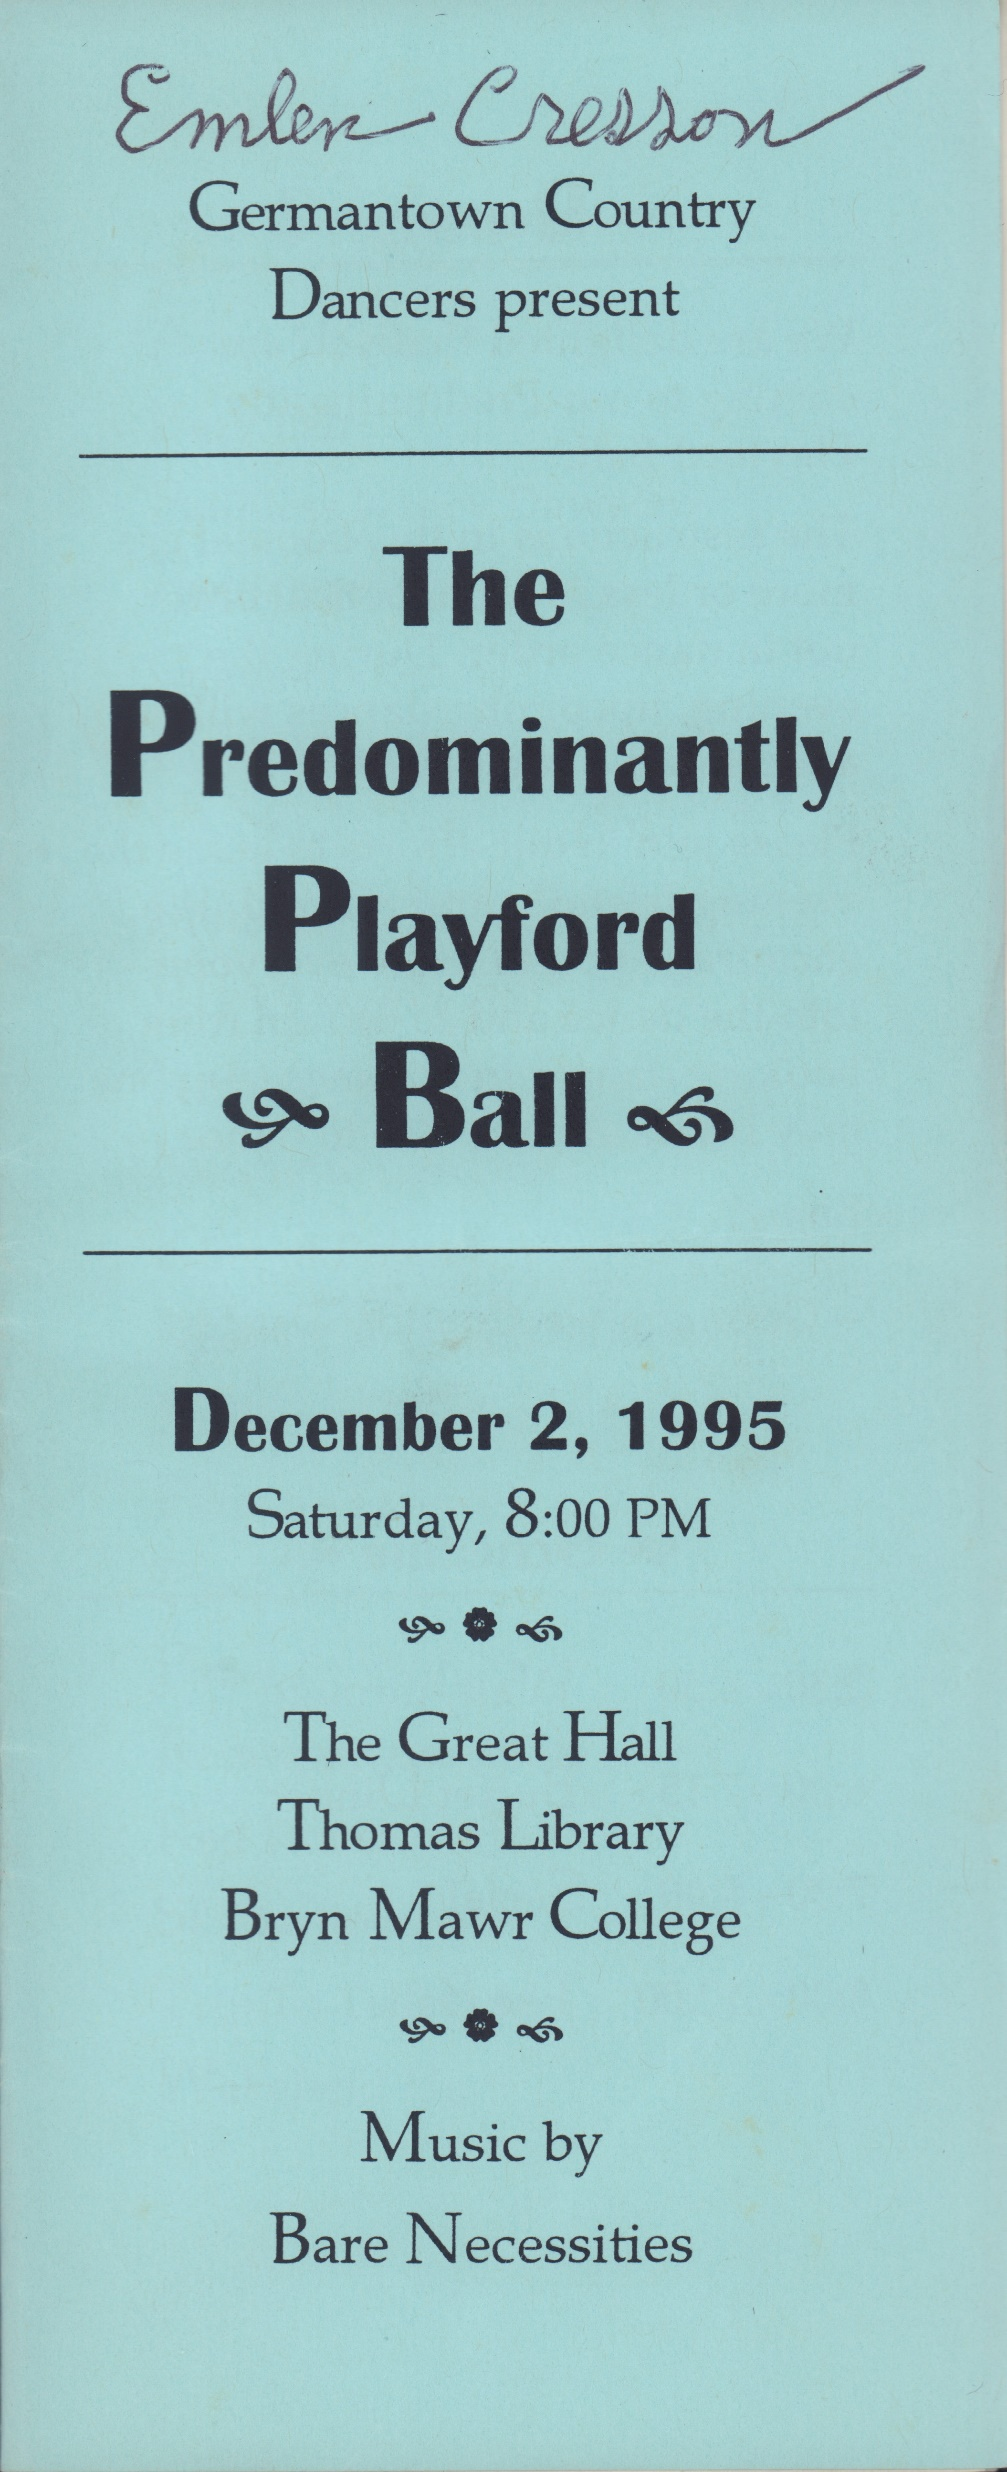 Emlen Cresson
Germantown Country
Dancers present
The
Predominantly
Playford
Ball
December 2, 1995
Saturday, 8:00 PM
The Great Hall
Thomas Library
Bryn Mawr College
Music by
Bare Necessities